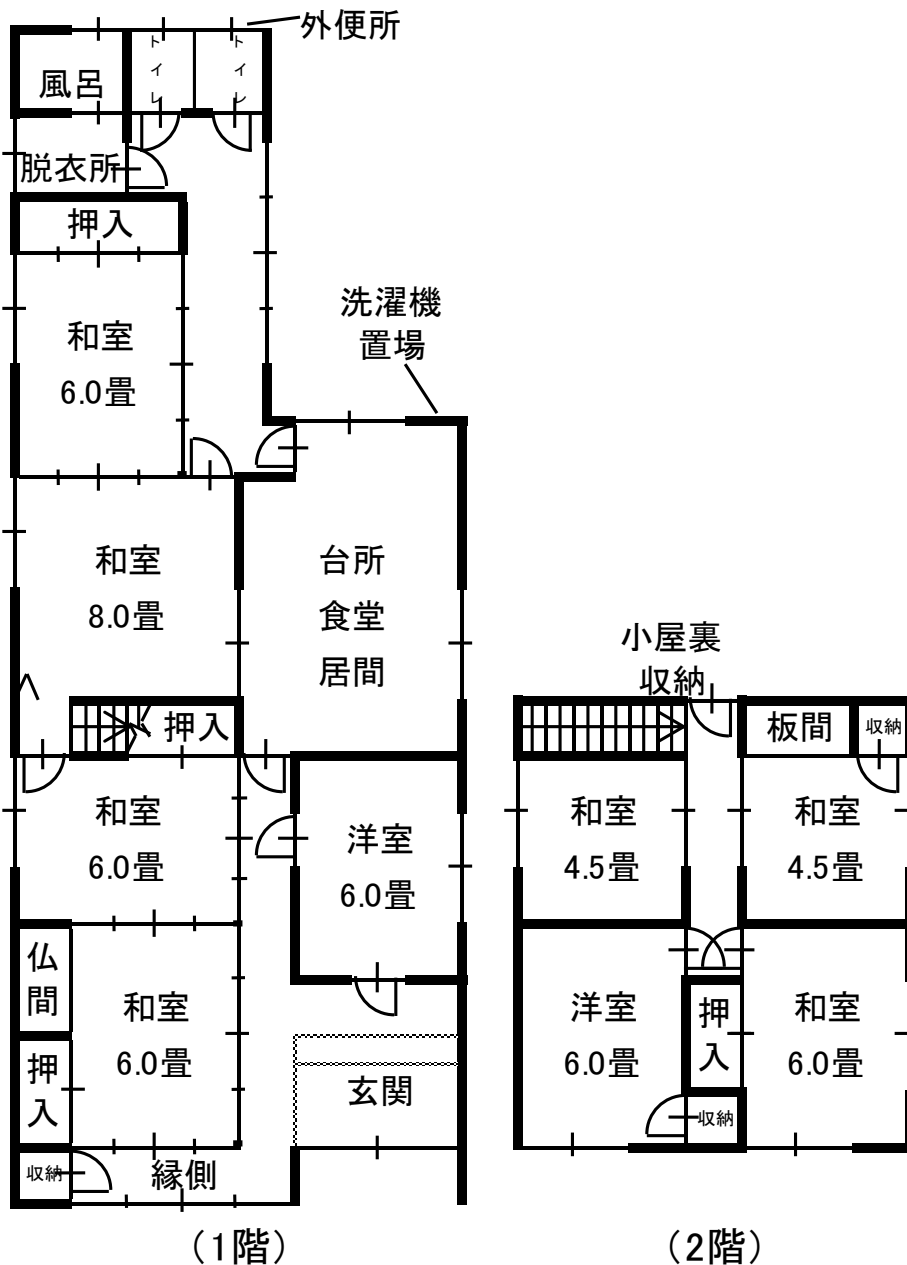 外便所
トイレ
トイレ
風呂
脱衣所
押入
洗濯機
置場
和室
6.0畳
和室
8.0畳
台所
食堂
居間
押入
和室
6.0畳
洋室
6.0畳
仏間
和室
6.0畳
押入
玄関
収納
縁側
(1階)
小屋裏
収納
板間
収納
和室
4.5畳
和室
4.5畳
洋室
6.0畳
押入
和室
6.0畳
収納
(2階)